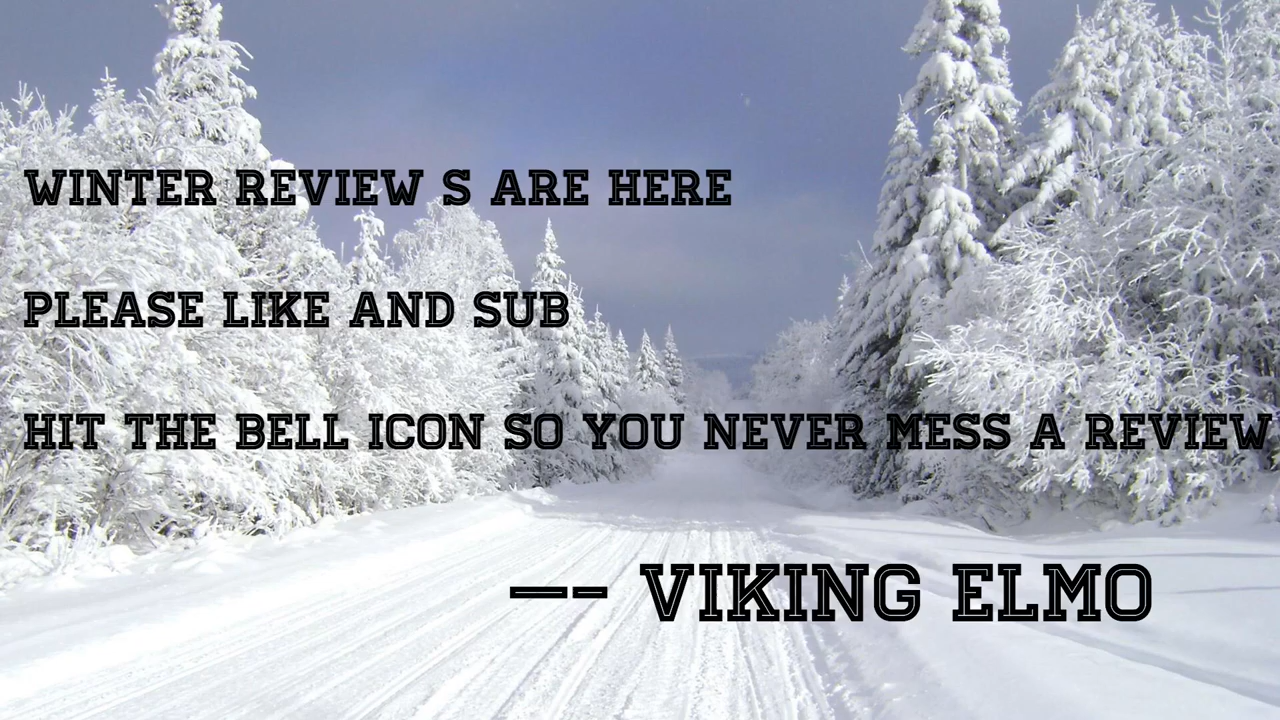 WINTER REVIEW S ARE HERE
PLEASE LIKE AND SUB
HIT THE BELL ICON SO YOU NEVER MESS A REVIEW
—- VIKING ELMO